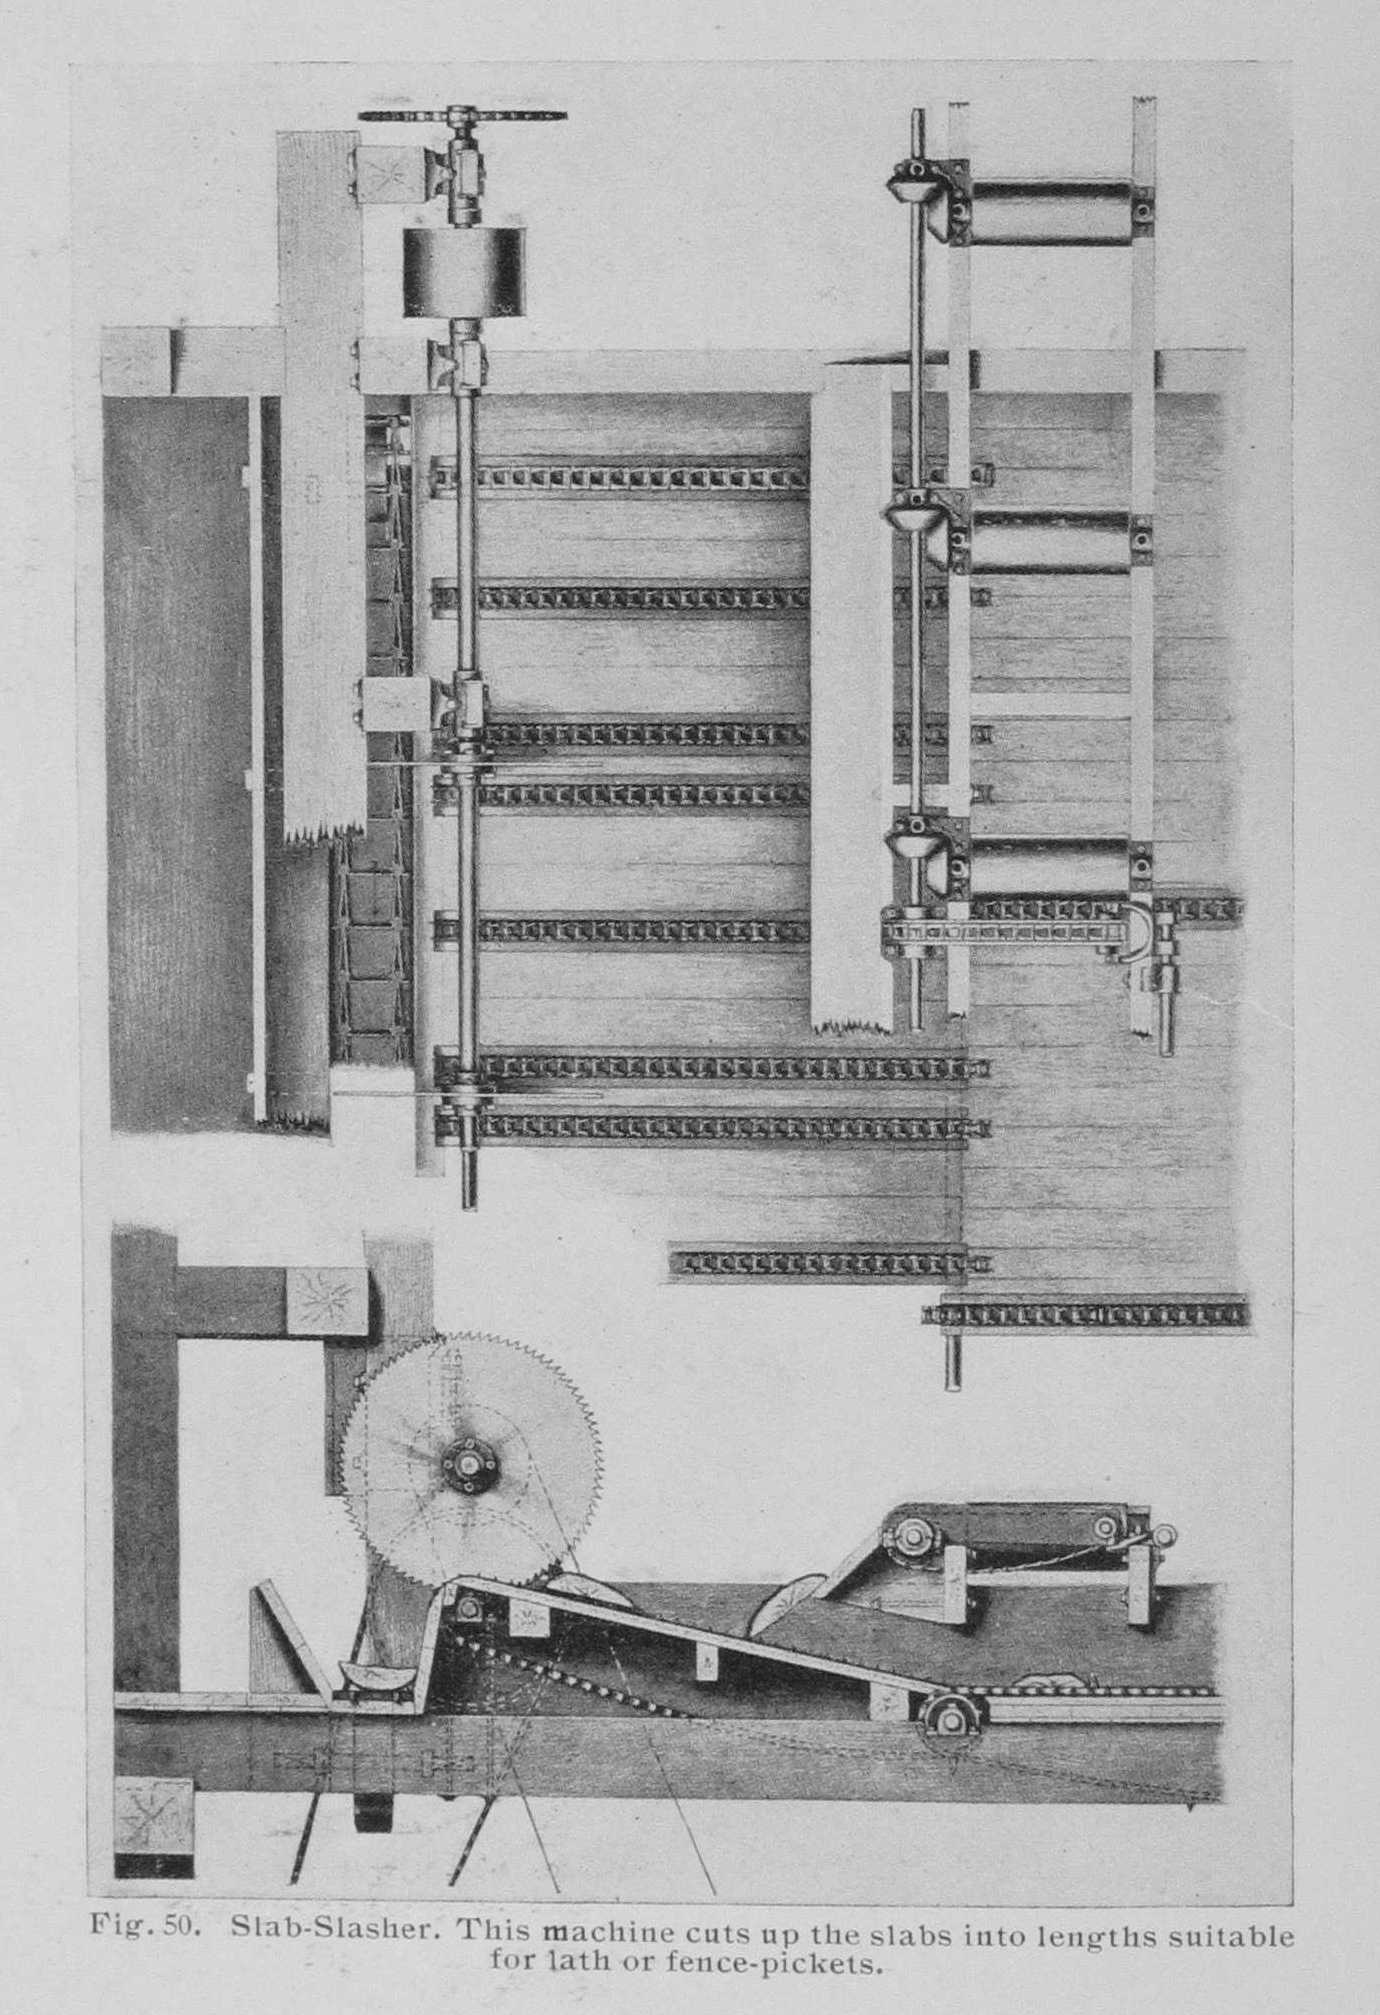 Fig. 50. Slab-Slasher. This machine cuts up the slabs into lengths suitable
for lath or fence-pickets.